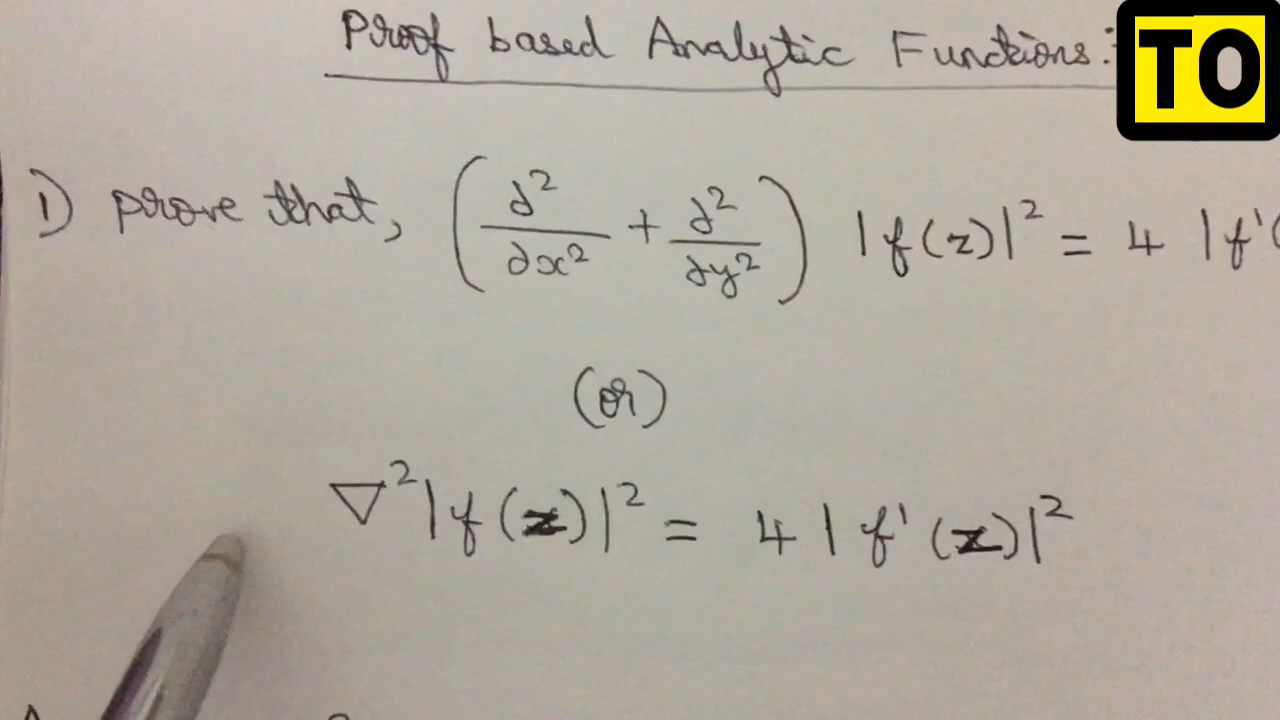 Proof based Analytic Functions:
TO
1) prove that, (∂²/∂x² + ∂²/∂y²) |f(z)|² = 4 |f'(
(or)
∇²|f(z)|² = 4 |f'(z)|²